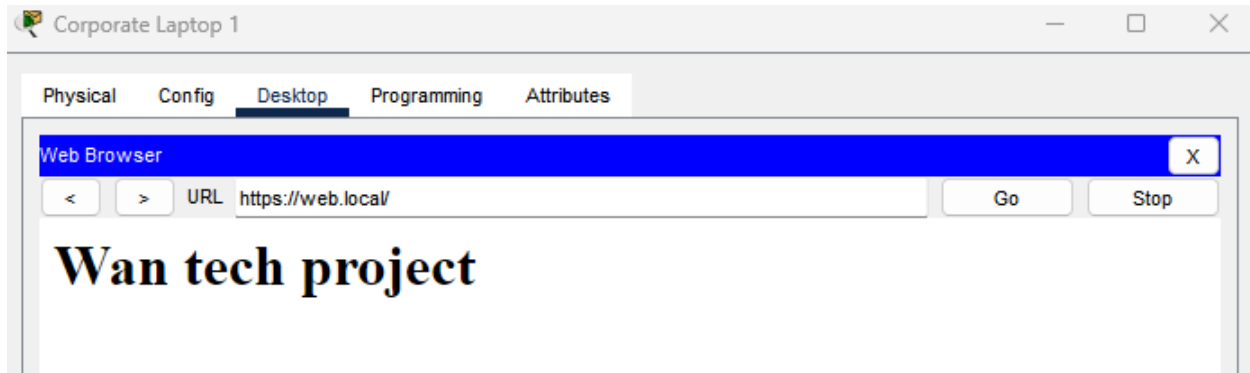 Corporate Laptop 1
Physical Config Desktop Programming Attributes
Web Browser X
< > URL https://web.local/ Go Stop
Wan tech project